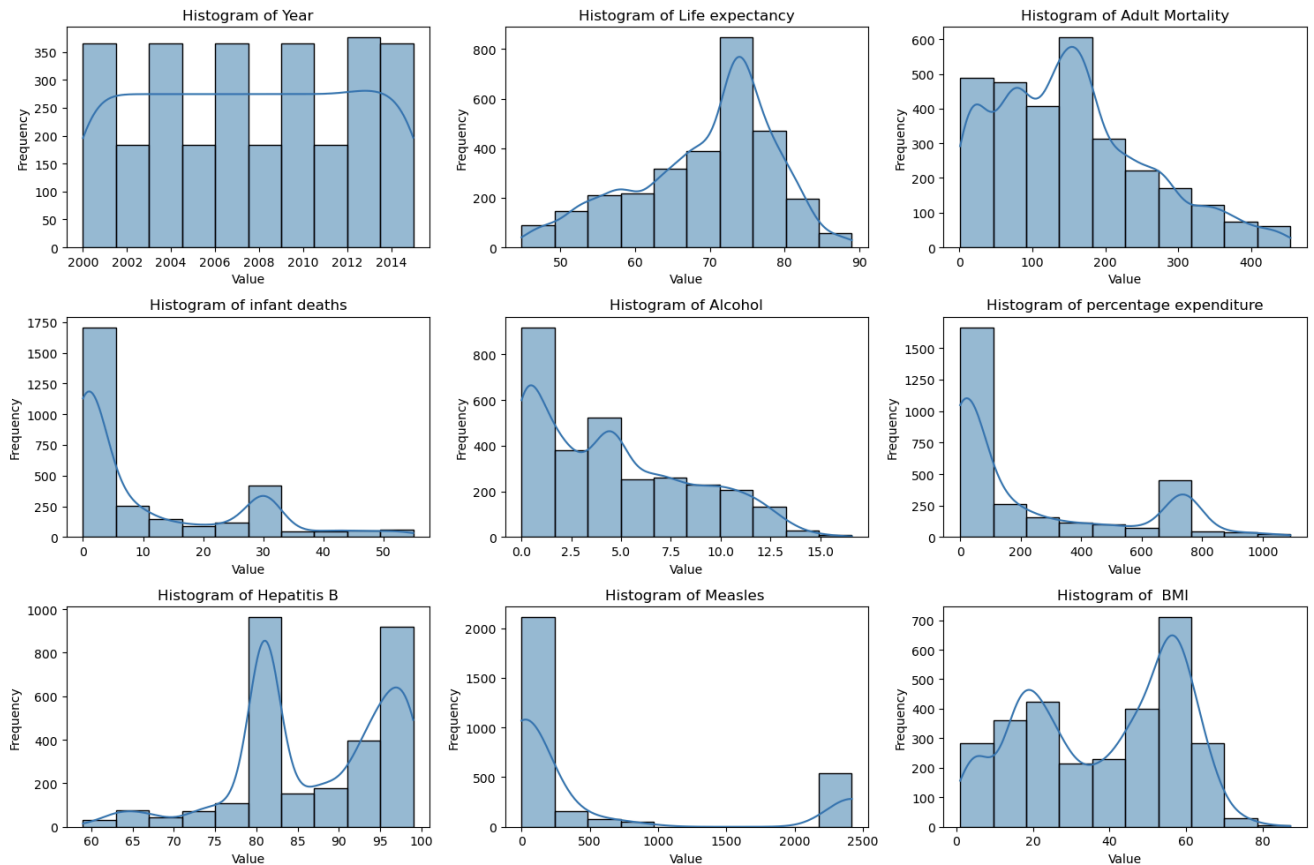 Histogram of Year
Frequency
350
300
250
200
150
100
50
0
2000 2002 2004 2006 2008 2010 2012 2014
Value
Histogram of Life expectancy
Frequency
800
600
400
200
0
50 60 70 80 90
Value
Histogram of Adult Mortality
Frequency
600
500
400
300
200
100
0
0 100 200 300 400
Value
Histogram of infant deaths
Frequency
1750
1500
1250
1000
750
500
250
0
0 10 20 30 40 50
Value
Histogram of Alcohol
Frequency
800
600
400
200
0
0.0 2.5 5.0 7.5 10.0 12.5 15.0
Value
Histogram of percentage expenditure
Frequency
1500
1250
1000
750
500
250
0
0 200 400 600 800 1000
Value
Histogram of Hepatitis B
Frequency
1000
800
600
400
200
0
60 65 70 75 80 85 90 95 100
Value
Histogram of Measles
Frequency
2000
1500
1000
500
0
0 500 1000 1500 2000 2500
Value
Histogram of  BMI
Frequency
700
600
500
400
300
200
100
0
0 20 40 60 80
Value